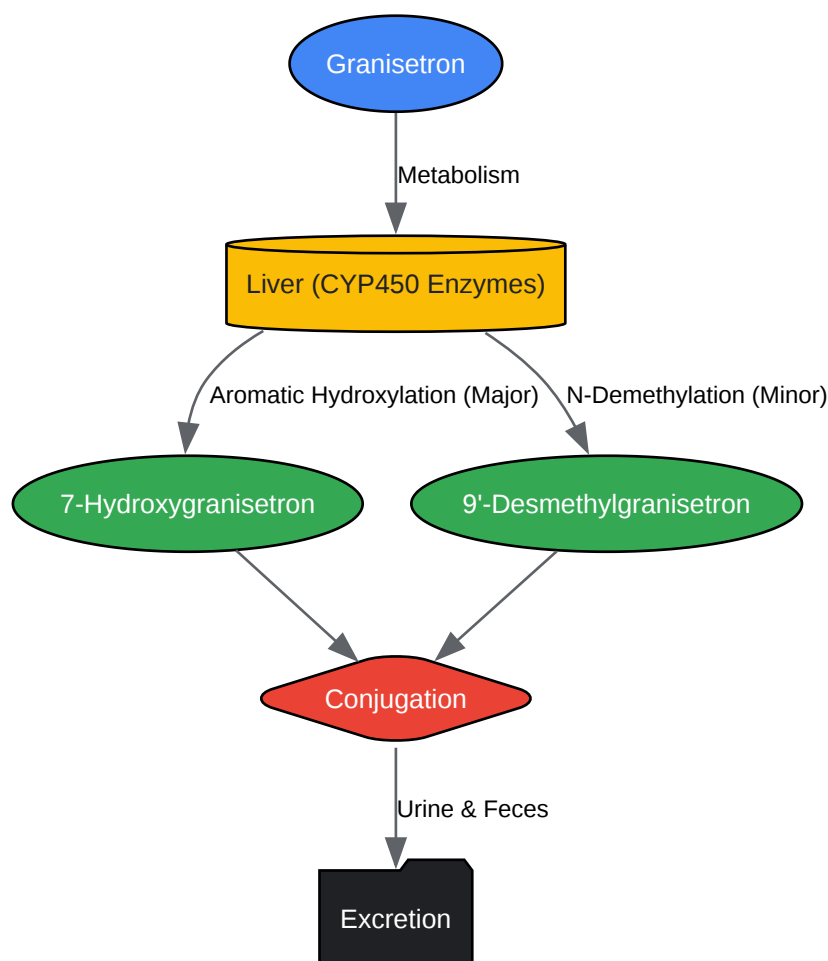 Granisetron
Metabolism
Liver (CYP450 Enzymes)
Aromatic Hydroxylation (Major)
N-Demethylation (Minor)
7-Hydroxygranisetron
9'-Desmethylgranisetron
Conjugation
Urine & Feces
Excretion